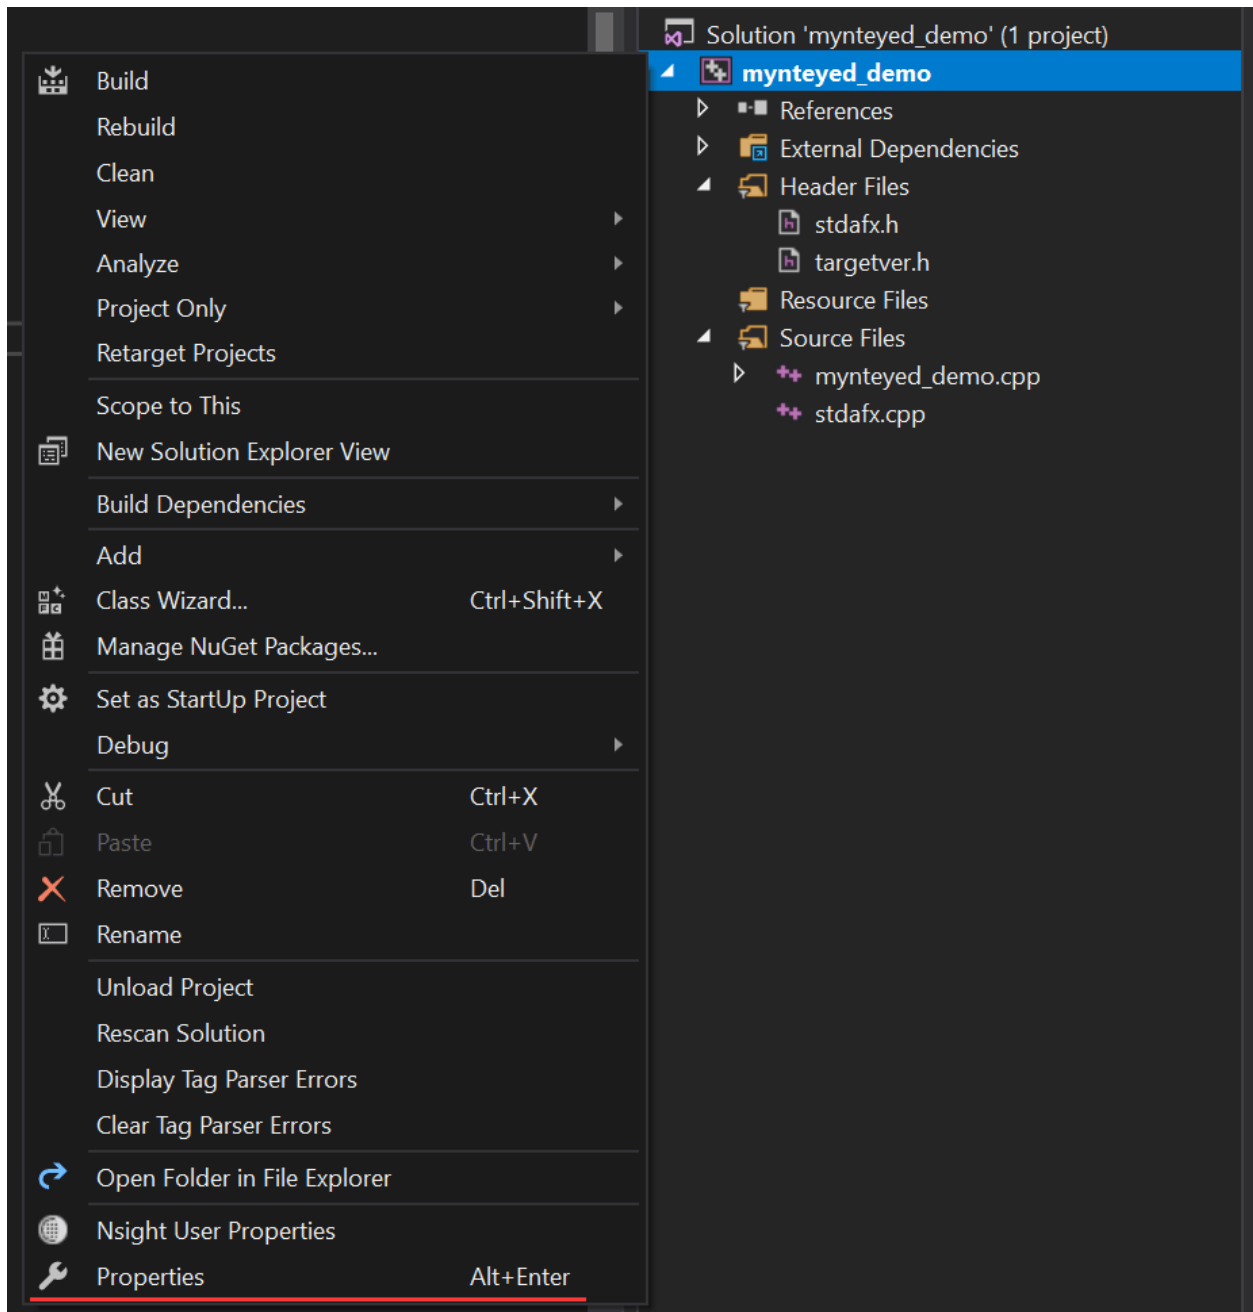 Build
Rebuild
Clean
View
Analyze
Project Only
Retarget Projects
Scope to This
New Solution Explorer View
Build Dependencies
Add
Class Wizard... Ctrl+Shift+X
Manage NuGet Packages...
Set as StartUp Project
Debug
Cut Ctrl+X
Paste Ctrl+V
Remove Del
Rename
Unload Project
Rescan Solution
Display Tag Parser Errors
Clear Tag Parser Errors
Open Folder in File Explorer
Nsight User Properties
Properties Alt+Enter
Solution 'mynteyed_demo' (1 project)
mynteyed_demo
References
External Dependencies
Header Files
stdafx.h
targetver.h
Resource Files
Source Files
mynteyed_demo.cpp
stdafx.cpp